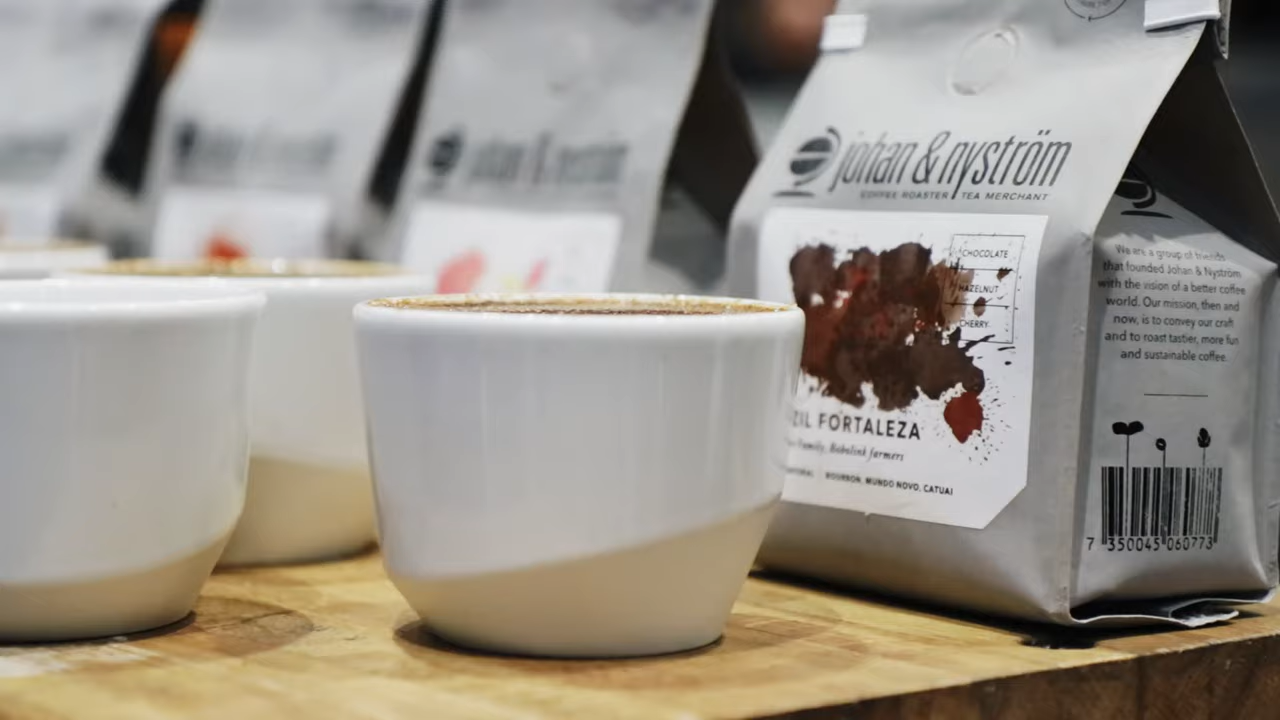 johan & nyström
COFFEE ROASTER TEA MERCHANT
CHOCOLATE
HAZELNUT
CHERRY
ZIL FORTALEZA
Family, Bobolink farmers
BOURBON, MUNDO NOVO, CATUAI
We are a group of friends
that founded Johan & Nyström
with the vision of a better coffee
world. Our mission, then and
now, is to convey our craft
and to roast tastier, more fun
and sustainable coffee.
7 350045 060773
johan & nyström